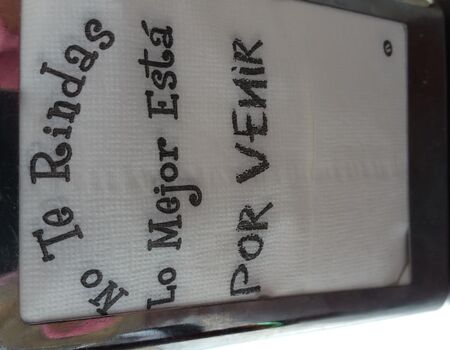 No Te Rindas
Lo Mejor Está
POR VENIR